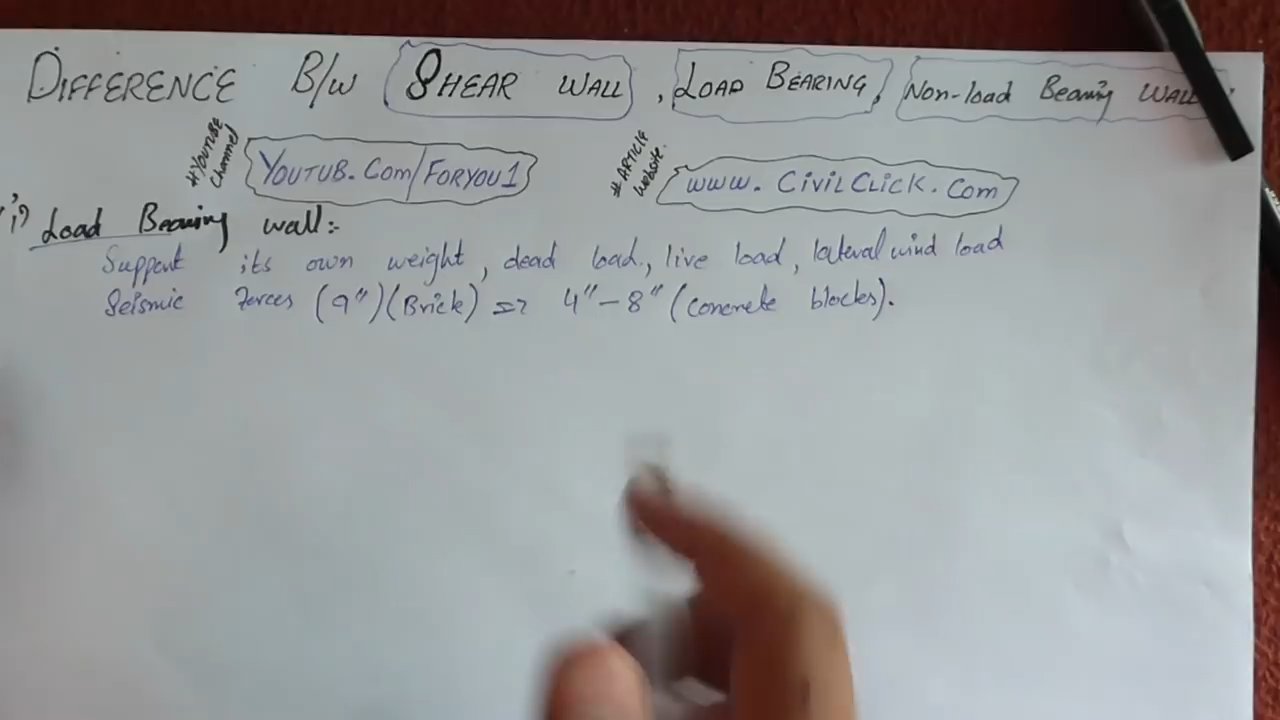 DIFFERENCE B/W SHEAR WALL, LOAD BEARING, Non-load Bearing WALL
#YOUTUBE Channel
YOUTUB.Com/FORYOU1
#ARTICLE Website.
www.CIVILCLICK.Com
(i) Load Bearing wall:-
Support its own weight, dead load, live load, lateral wind load
Seismic Forces (9")(Brick) => 4"-8" (concrete blocks).